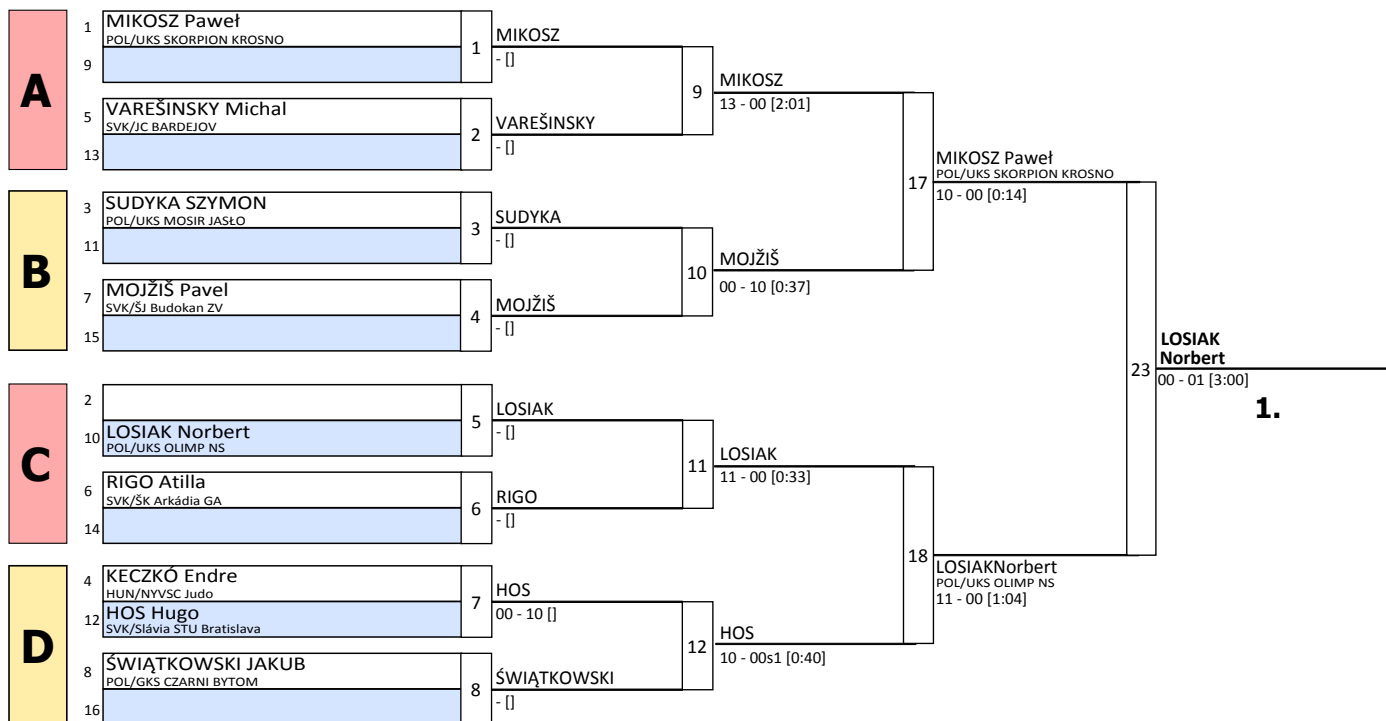 A
1
MIKOSZ Paweł
POL/UKS SKORPION KROSNO
9
1
MIKOSZ
- []
5
VAREŠINSKY Michal
SVK/JC BARDEJOV
13
2
VAREŠINSKY
- []
9
MIKOSZ
13 - 00 [2:01]
B
3
SUDYKA SZYMON
POL/UKS MOSIR JASŁO
11
3
SUDYKA
- []
7
MOJŽIŠ Pavel
SVK/ŠJ Budokan ZV
15
4
MOJŽIŠ
- []
10
MOJŽIŠ
00 - 10 [0:37]
17
MIKOSZ Paweł
POL/UKS SKORPION KROSNO
10 - 00 [0:14]
C
2
10
LOSIAK Norbert
POL/UKS OLIMP NS
5
LOSIAK
- []
6
RIGO Atilla
SVK/ŠK Arkádia GA
14
6
RIGO
- []
11
LOSIAK
11 - 00 [0:33]
D
4
KECZKÓ Endre
HUN/NYVSC Judo
12
HOS Hugo
SVK/Slávia STU Bratislava
7
HOS
00 - 10 []
8
ŚWIĄTKOWSKI JAKUB
POL/GKS CZARNI BYTOM
16
8
ŚWIĄTKOWSKI
- []
12
HOS
10 - 00s1 [0:40]
18
LOSIAKNorbert
POL/UKS OLIMP NS
11 - 00 [1:04]
23
LOSIAK
Norbert
00 - 01 [3:00]
1.